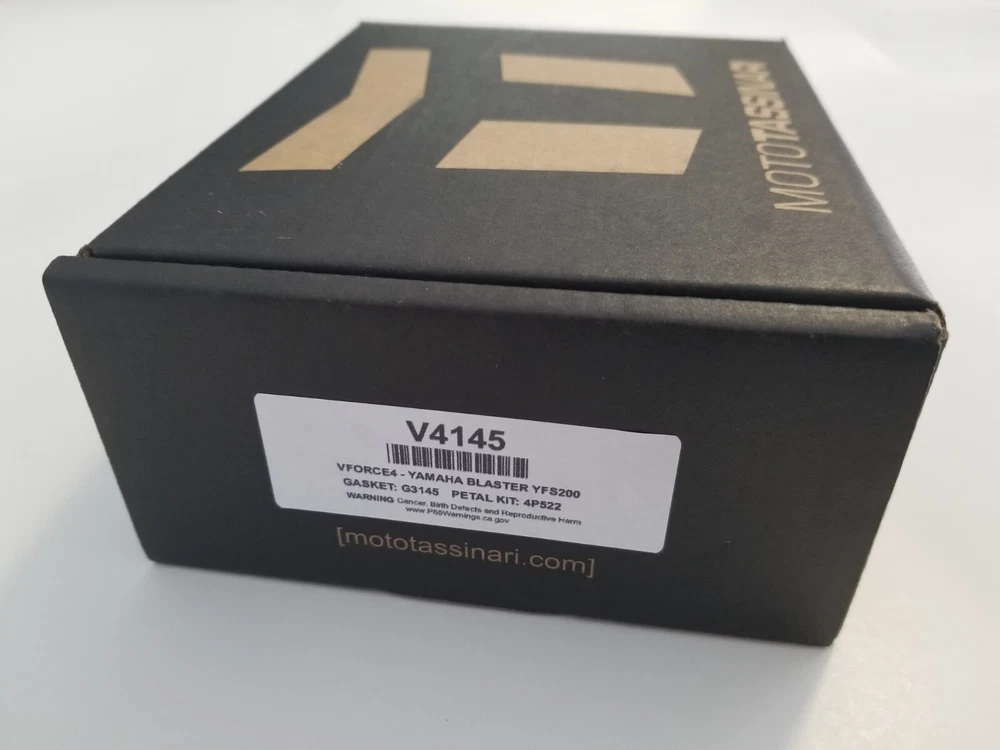 MOTOTASSINARI
V4145
VFORCE4 - YAMAHA BLASTER YFS200
GASKET: G3145 PETAL KIT: 4P522
WARNING Cancer, Birth Defects and Reproductive Harm
www.P65Warnings.ca.gov
[mototassinari.com]